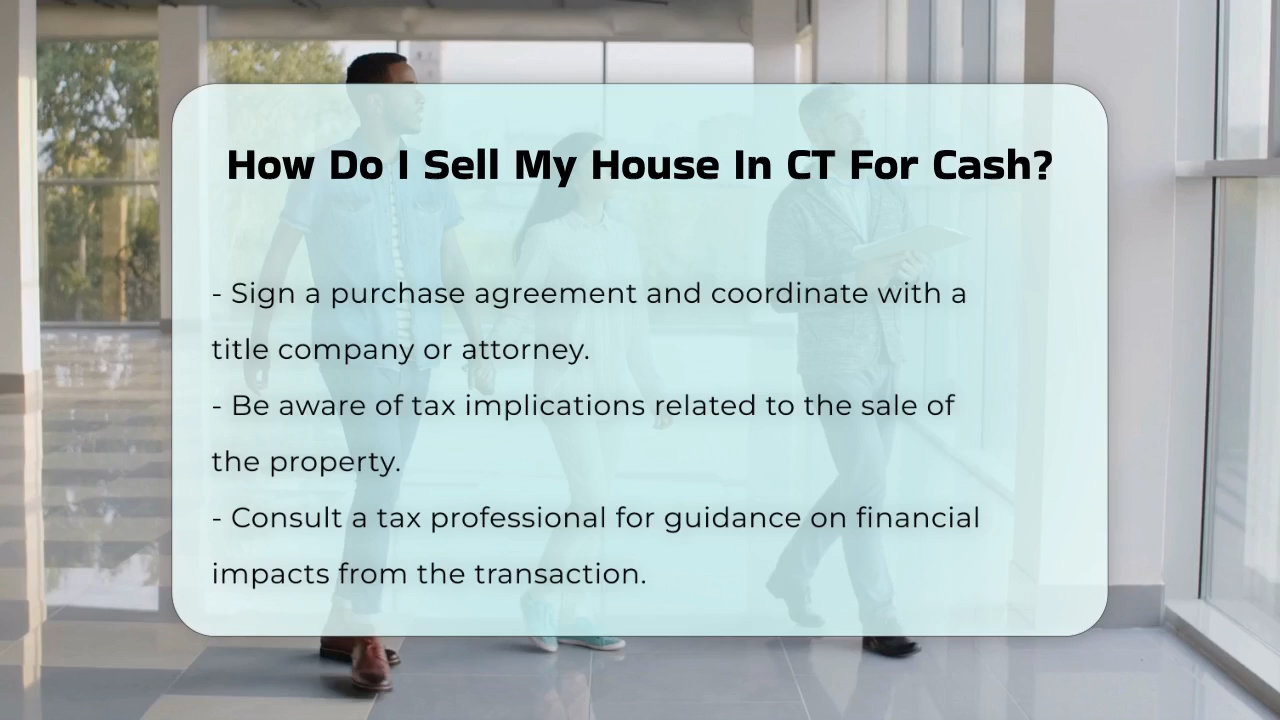 How Do I Sell My House In CT For Cash?
- Sign a purchase agreement and coordinate with a
title company or attorney.
- Be aware of tax implications related to the sale of
the property.
- Consult a tax professional for guidance on financial
impacts from the transaction.